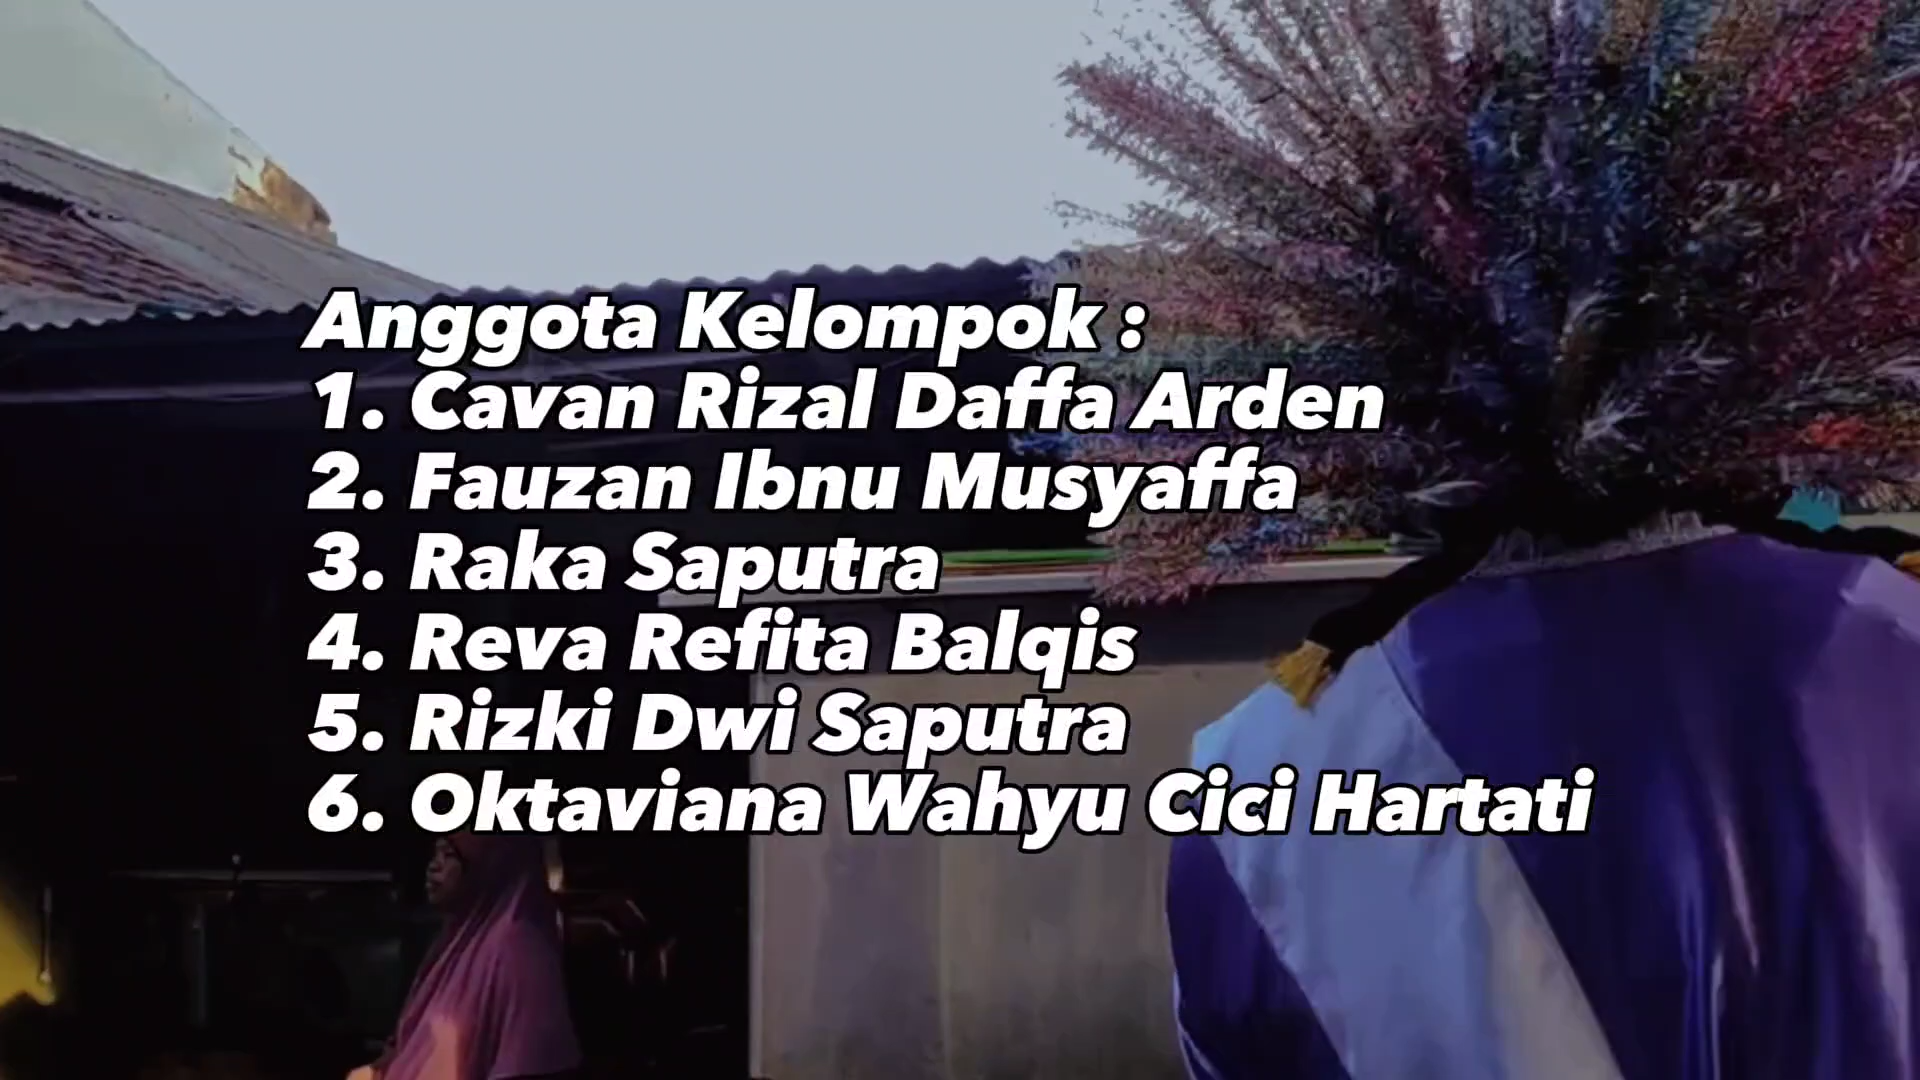 Anggota Kelompok :
1. Cavan Rizal Daffa Arden
2. Fauzan Ibnu Musyaffa
3. Raka Saputra
4. Reva Refita Balqis
5. Rizki Dwi Saputra
6. Oktaviana Wahyu Cici Hartati